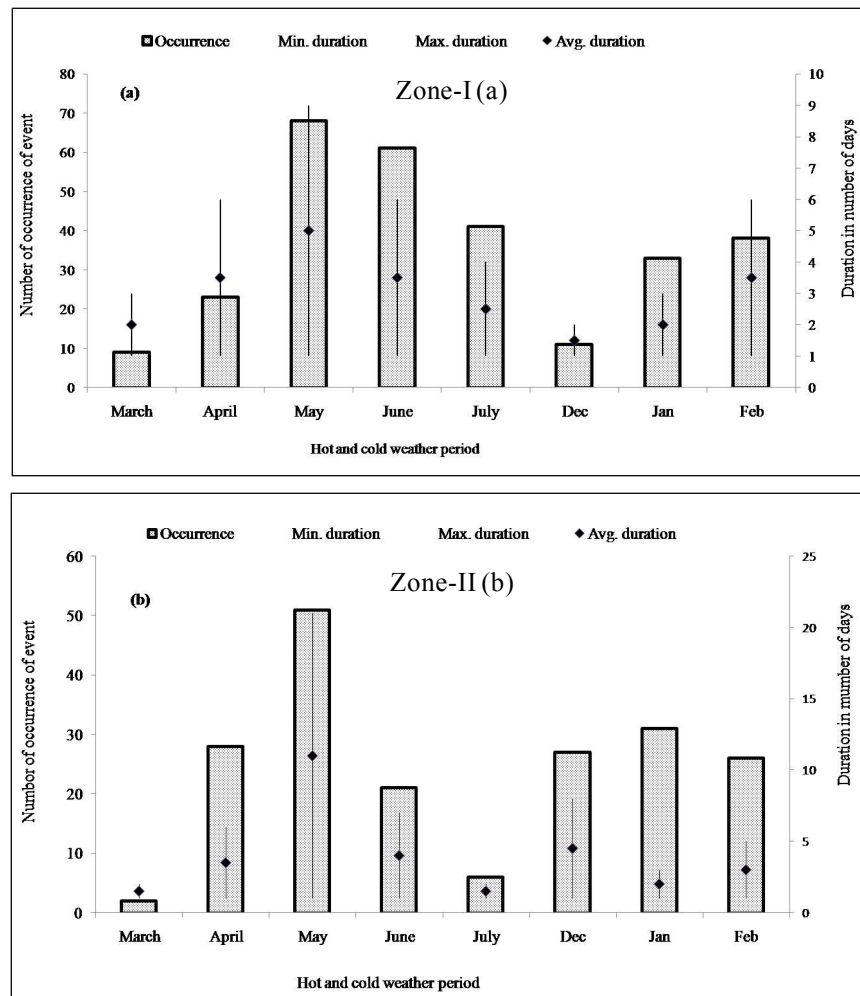 Occurrence Min. duration Max. duration Avg. duration
(a) Zone-I (a)
Number of occurrence of event
80
70
60
50
40
30
20
10
0
10
9
8
7
6
5
4
3
2
1
0
Duration in number of days
March April May June July Dec Jan Feb
Hot and cold weather period
Occurrence Min. duration Max. duration Avg. duration
(b) Zone-II (b)
Numbor of occurrence of event
60
50
40
30
20
10
0
25
20
15
10
5
0
Duration in mumber of days
March April May June July Dec Jan Feb
Hot and cold weather period